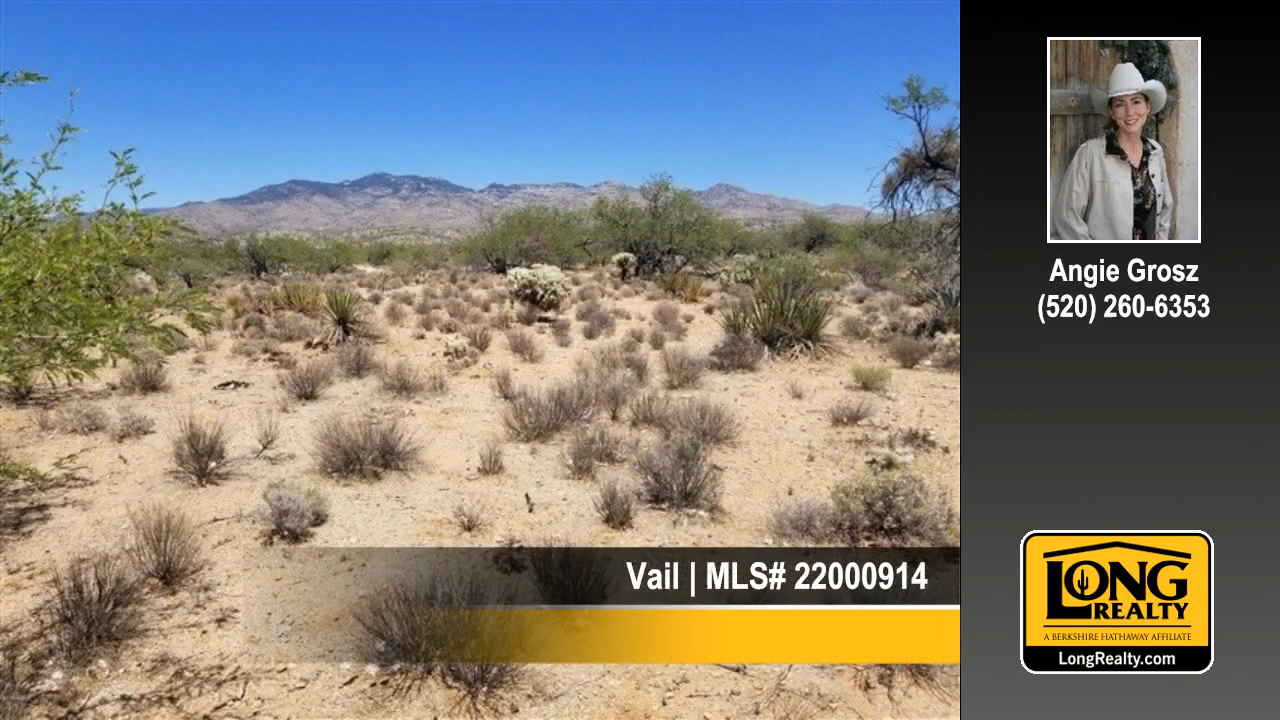 Angie Grosz
(520) 260-6353
Vail | MLS# 22000914
LONG
REALTY
A BERKSHIRE HATHAWAY AFFILIATE
LongRealty.com